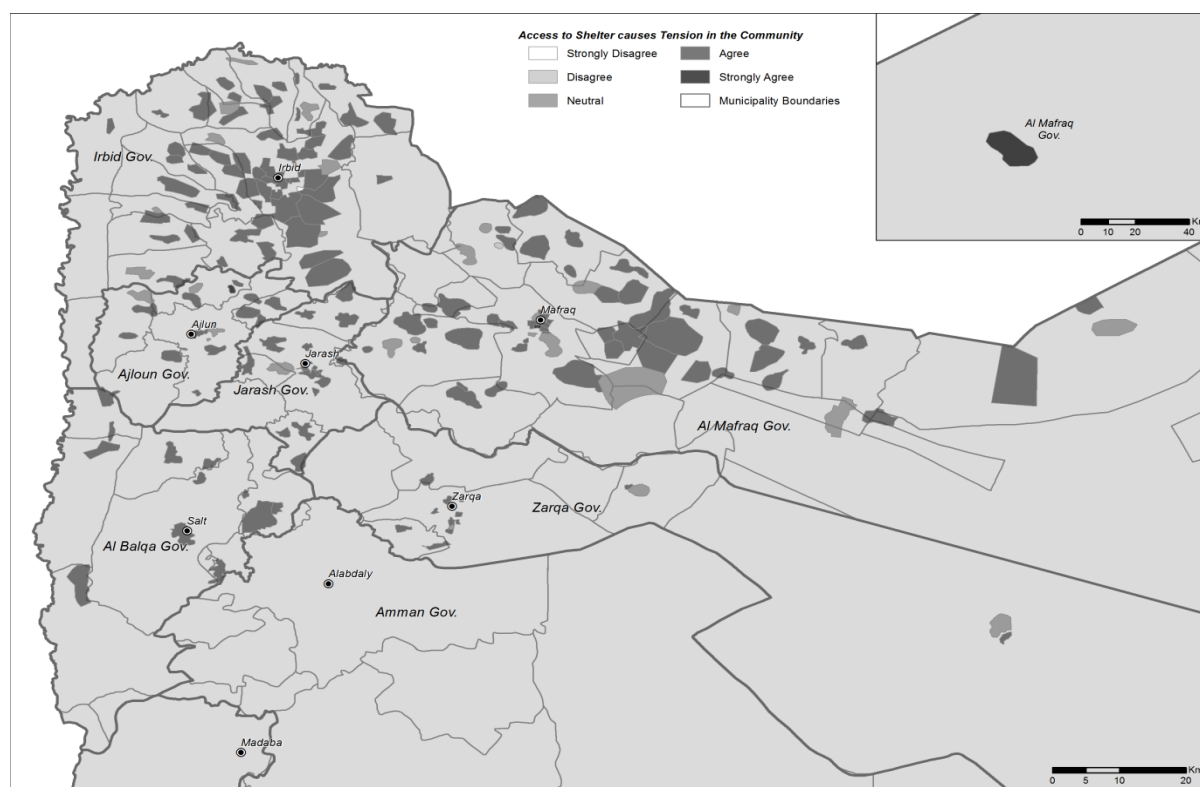 Access to Shelter causes Tension in the Community
Strongly Disagree
Agree
Disagree
Strongly Agree
Neutral
Municipality Boundaries
Al Mafraq
Gov.
Km
0 10 20 40
Irbid Gov.
Irbid
Mafraq
Ajlun
Jarash
Ajloun Gov.
Jarash Gov.
Al Mafraq Gov.
Zarqa
Zarqa Gov.
Salt
Al Balqa Gov.
Alabdaly
Amman Gov.
Madaba
Km
0 5 10 20